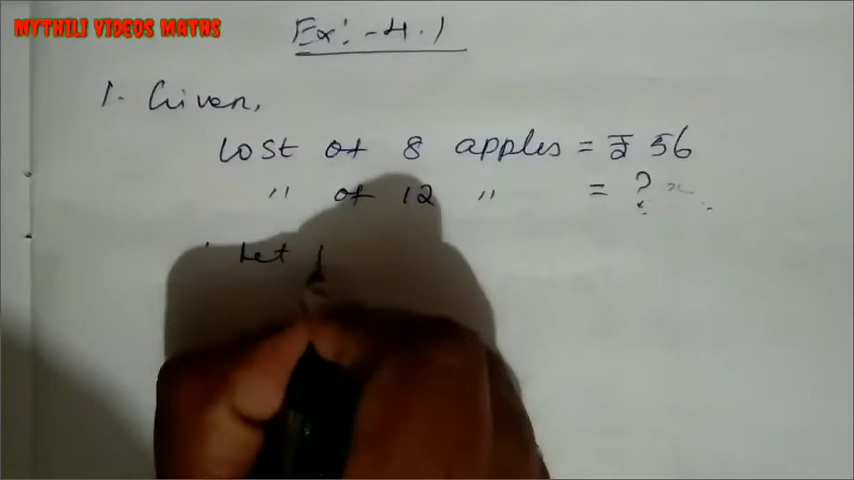 MYTHILI VIDEOS MATHS
Ex:-4.1
1. Given,
Cost of 8 apples = ₹ 56
" of 12 " = ?
Let